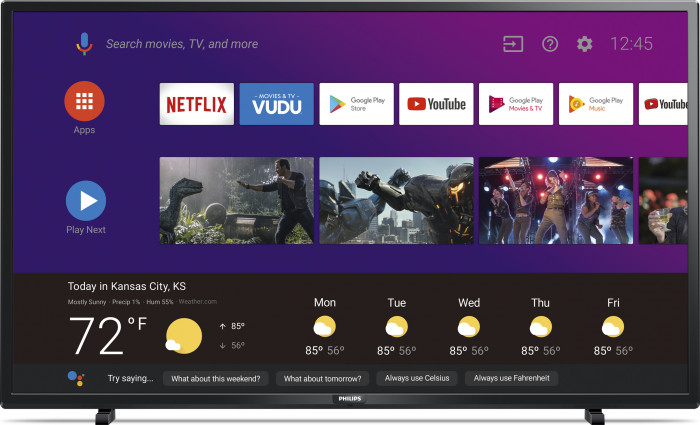 Search movies, TV, and more
12:45
Apps
NETFLIX
MOVIES & TV
VUDU
Google Play
Store
YouTube
Google Play
Movies & TV
Google Play
Music
YouTube
Play Next
Today in Kansas City, KS
Mostly Sunny · Precip 1% · Hum 55% · Weather.com
72°F
↑ 85°
↓ 56°
Mon
Tue
Wed
Thu
Fri
85° 56°
85° 56°
85° 56°
85° 56°
85° 56°
Try saying...
What about this weekend?
What about tomorrow?
Always use Celsius
Always use Fahrenheit
PHILIPS